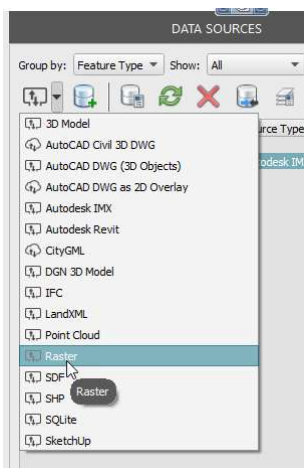 DATA SOURCES
Group by: Feature Type Show: All
3D Model
urce Type
AutoCAD Civil 3D DWG
AutoCAD DWG (3D Objects)
odesk IM
AutoCAD DWG as 2D Overlay
Autodesk IMX
Autodesk Revit
CityGML
DGN 3D Model
IFC
LandXML
Point Cloud
Raster
SDF
SHP
Raster
SQLite
SketchUp